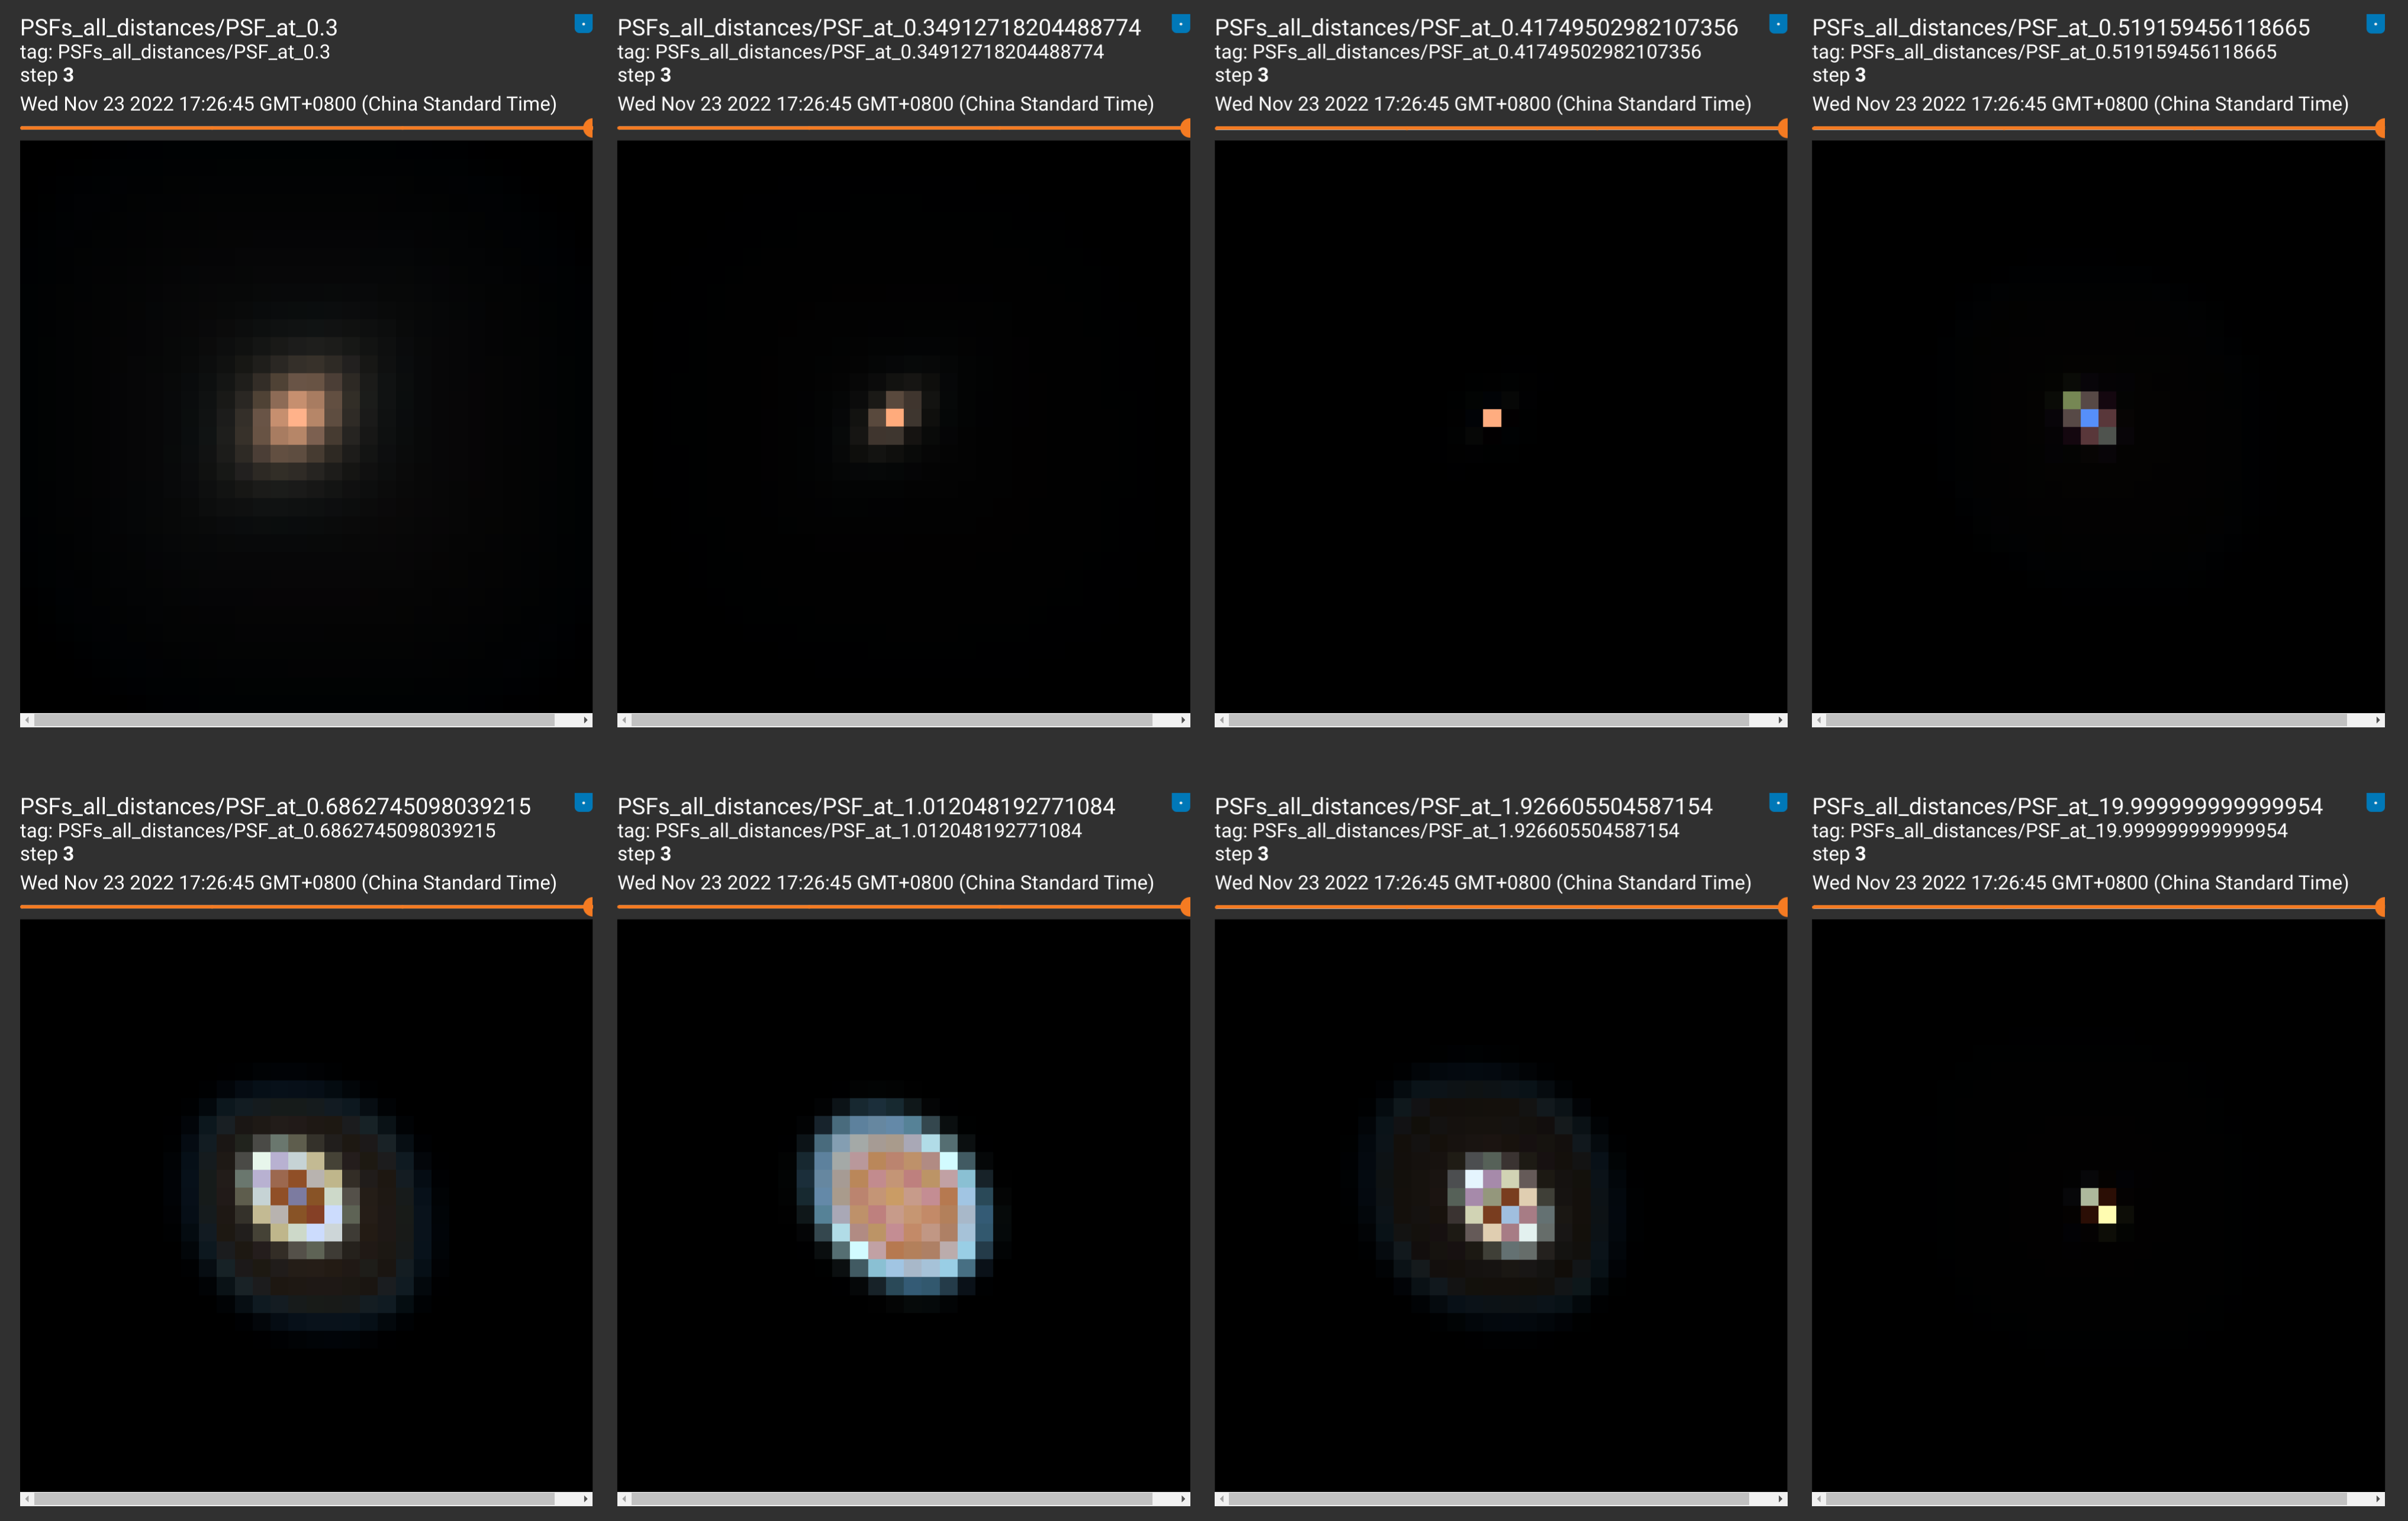 PSFs_all_distances/PSF_at_0.3
tag: PSFs_all_distances/PSF_at_0.3
step 3
Wed Nov 23 2022 17:26:45 GMT+0800 (China Standard Time)
PSFs_all_distances/PSF_at_0.34912718204488774
tag: PSFs_all_distances/PSF_at_0.34912718204488774
step 3
Wed Nov 23 2022 17:26:45 GMT+0800 (China Standard Time)
PSFs_all_distances/PSF_at_0.41749502982107356
tag: PSFs_all_distances/PSF_at_0.41749502982107356
step 3
Wed Nov 23 2022 17:26:45 GMT+0800 (China Standard Time)
PSFs_all_distances/PSF_at_0.519159456118665
tag: PSFs_all_distances/PSF_at_0.519159456118665
step 3
Wed Nov 23 2022 17:26:45 GMT+0800 (China Standard Time)
PSFs_all_distances/PSF_at_0.6862745098039215
tag: PSFs_all_distances/PSF_at_0.6862745098039215
step 3
Wed Nov 23 2022 17:26:45 GMT+0800 (China Standard Time)
PSFs_all_distances/PSF_at_1.012048192771084
tag: PSFs_all_distances/PSF_at_1.012048192771084
step 3
Wed Nov 23 2022 17:26:45 GMT+0800 (China Standard Time)
PSFs_all_distances/PSF_at_1.926605504587154
tag: PSFs_all_distances/PSF_at_1.926605504587154
step 3
Wed Nov 23 2022 17:26:45 GMT+0800 (China Standard Time)
PSFs_all_distances/PSF_at_19.999999999999954
tag: PSFs_all_distances/PSF_at_19.999999999999954
step 3
Wed Nov 23 2022 17:26:45 GMT+0800 (China Standard Time)